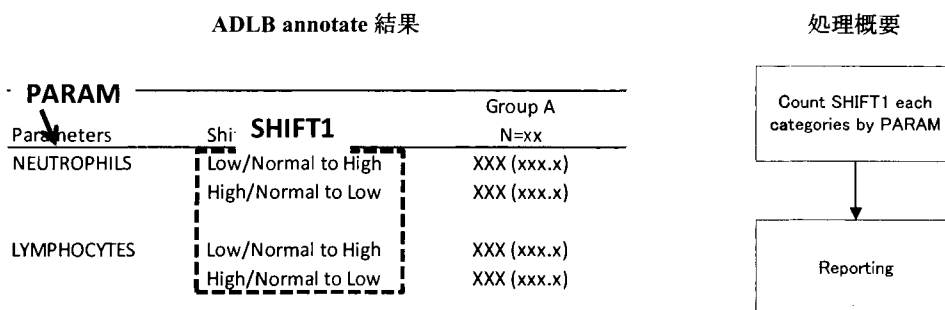 ADLB annotate 結果
処理概要
PARAM
Group A
Parameters Shi SHIFT1 N=xx
NEUTROPHILS Low/Normal to High XXX (xxx.x)
High/Normal to Low XXX (xxx.x)
LYMPHOCYTES Low/Normal to High XXX (xxx.x)
High/Normal to Low XXX (xxx.x)
Count SHIFT1 each
categories by PARAM
Reporting